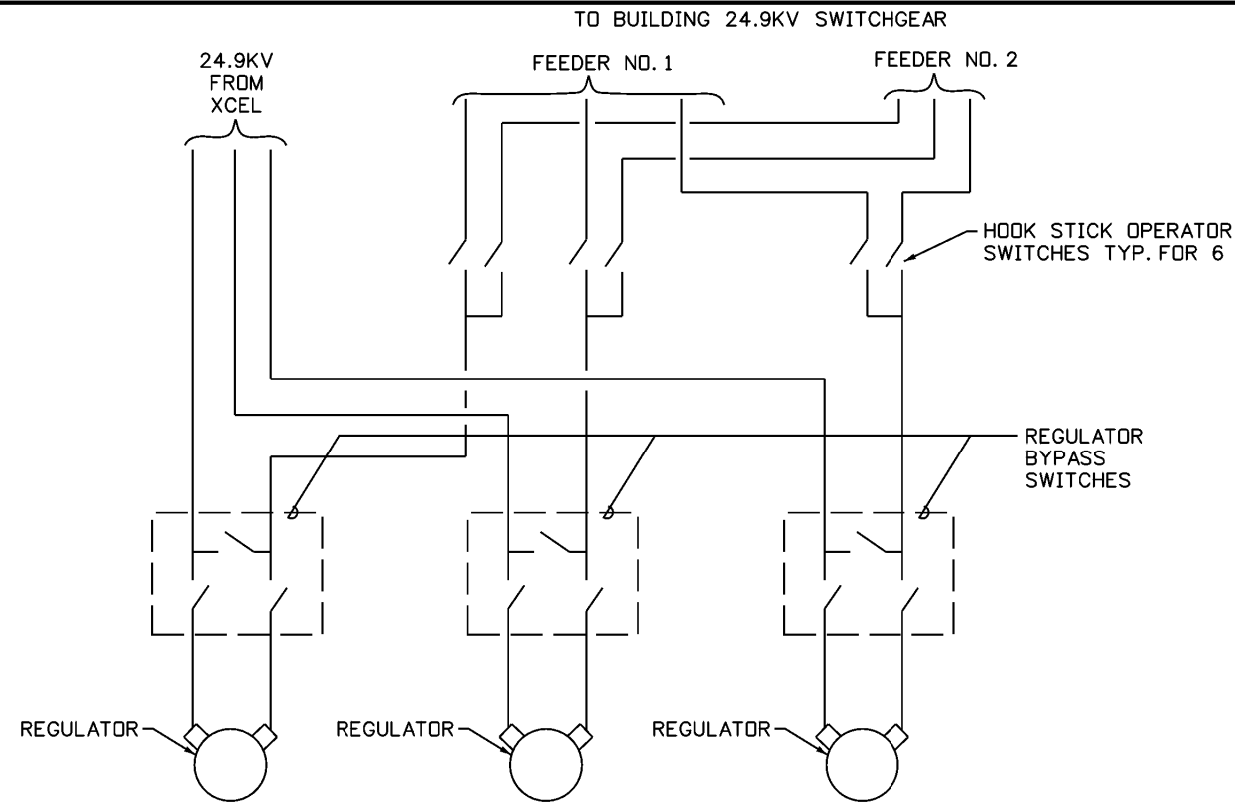 TO BUILDING 24.9KV SWITCHGEAR
24.9KV
FROM
XCEL
FEEDER NO. 1
FEEDER NO. 2
HOOK STICK OPERATOR
SWITCHES TYP. FOR 6
REGULATOR
BYPASS
SWITCHES
REGULATOR
REGULATOR
REGULATOR